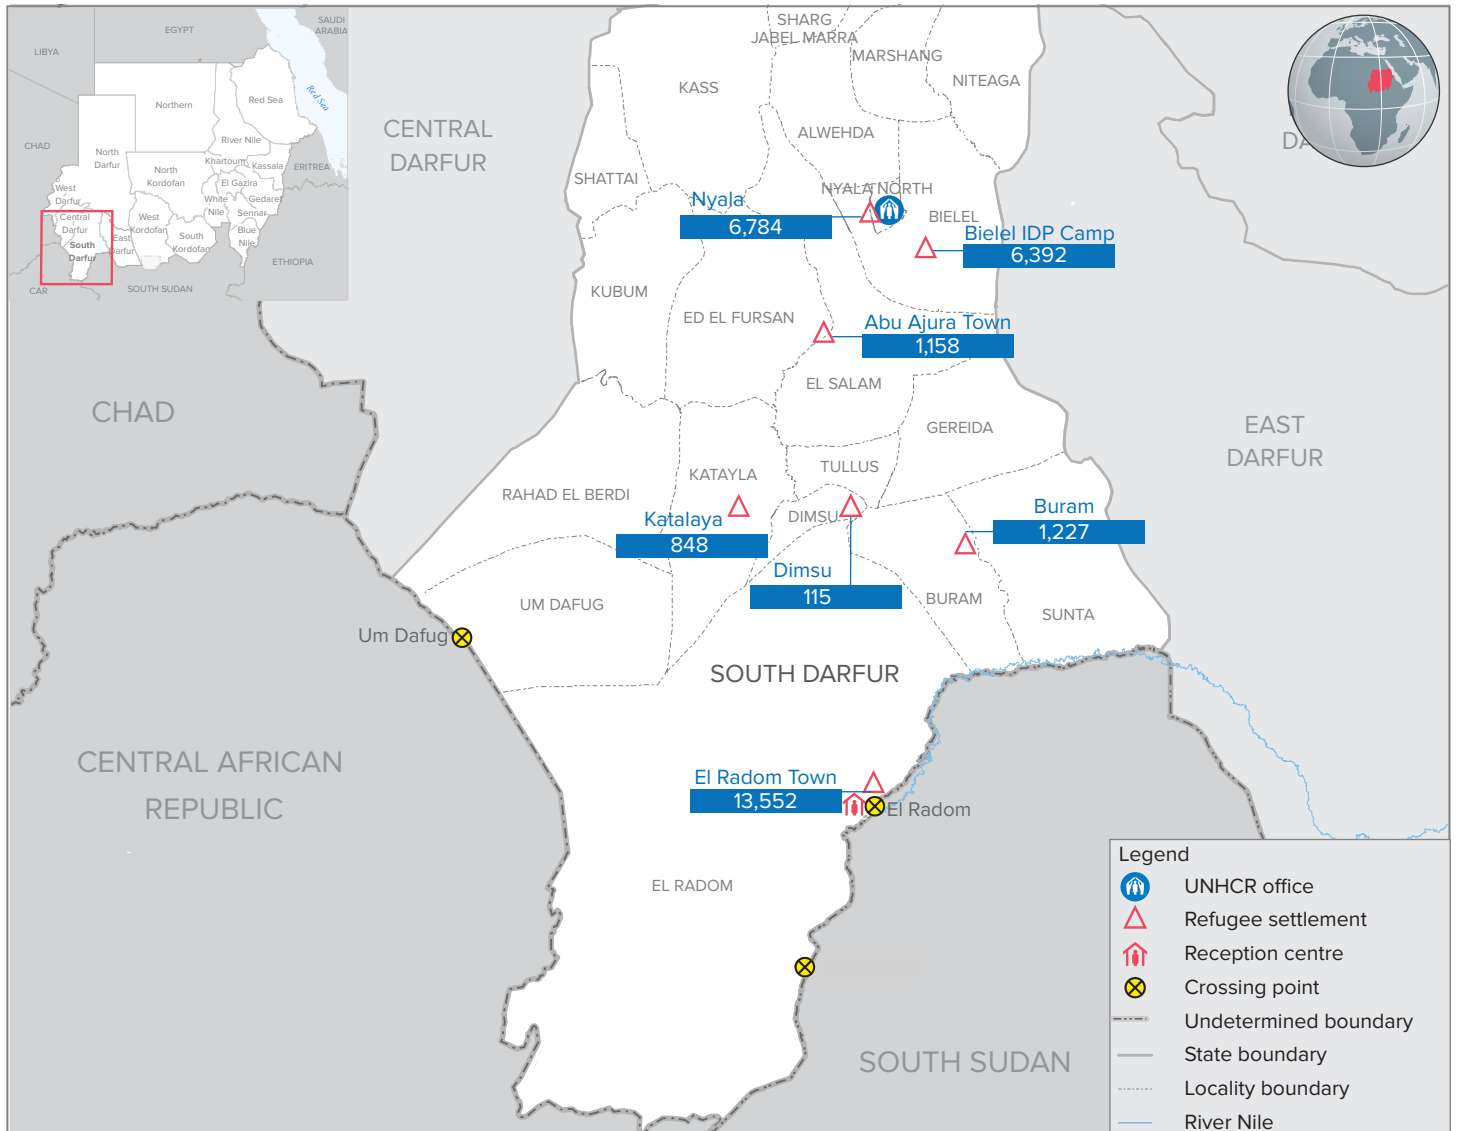 SAUDI
ARABIA
EGYPT
LIBYA
Red Sea
Northern
Red Sea
CHAD
River Nile
North
Darfur
Khartoum
Kassala
ERITREA
North
Kordofan
West
Darfur
El Gazira
White
Nile
Gedaref
Sennar
Central
Darfur
West
Kordofan
South
Kordofan
Blue
Nile
East
Darfur
South
Darfur
ETHIOPIA
CAR
SOUTH SUDAN
SHARG
JABEL MARRA
MARSHANG
NITEAGA
KASS
CENTRAL
DARFUR
ALWEHDA
DA
SHATTAI
NYALA NORTH
Nyala
6,784
BIELEL
Bielel IDP Camp
6,392
KUBUM
ED EL FURSAN
Abu Ajura Town
1,158
EL SALAM
CHAD
GEREIDA
EAST
DARFUR
TULLUS
KATAYLA
RAHAD EL BERDI
DIMSU
Buram
1,227
Katalaya
848
Dimsu
115
UM DAFUG
BURAM
SUNTA
Um Dafug
SOUTH DARFUR
CENTRAL AFRICAN
REPUBLIC
El Radom Town
13,552
El Radom
EL RADOM
SOUTH SUDAN
Legend
UNHCR office
Refugee settlement
Reception centre
Crossing point
Undetermined boundary
State boundary
Locality boundary
River Nile